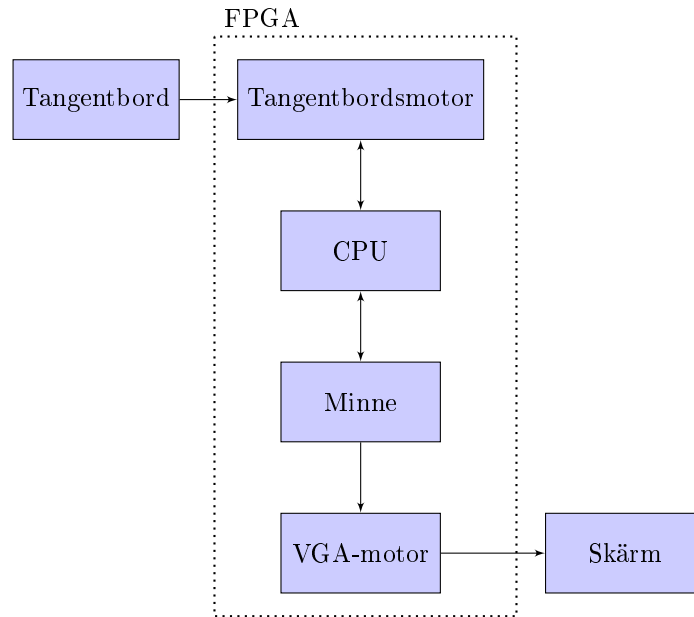 FPGA
Tangentbord
Tangentbordsmotor
CPU
Minne
VGA-motor
Skärm